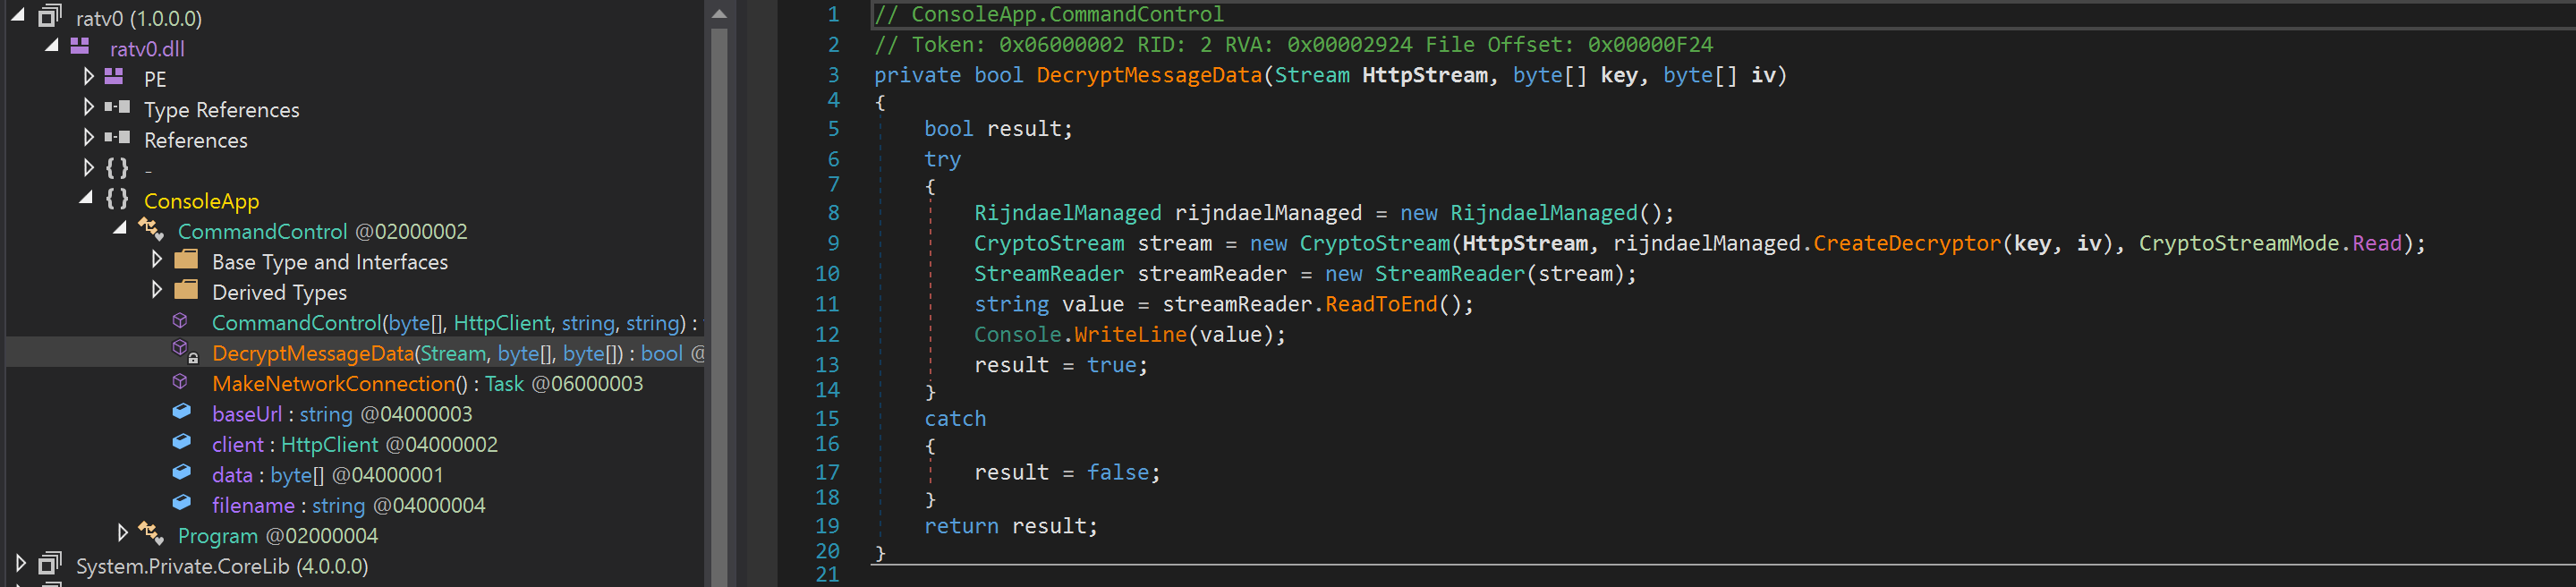 ratv0 (1.0.0.0)
ratv0.dll
PE
Type References
References
{ } -
{ } ConsoleApp
CommandControl @02000002
Base Type and Interfaces
Derived Types
CommandControl(byte[], HttpClient, string, string) :
DecryptMessageData(Stream, byte[], byte[]) : bool @
MakeNetworkConnection() : Task @06000003
baseUrl : string @04000003
client : HttpClient @04000002
data : byte[] @04000001
filename : string @04000004
Program @02000004
System.Private.CoreLib (4.0.0.0)
1 // ConsoleApp.CommandControl
2 // Token: 0x06000002 RID: 2 RVA: 0x00002924 File Offset: 0x00000F24
3 private bool DecryptMessageData(Stream HttpStream, byte[] key, byte[] iv)
4 {
5 bool result;
6 try
7 {
8 RijndaelManaged rijndaelManaged = new RijndaelManaged();
9 CryptoStream stream = new CryptoStream(HttpStream, rijndaelManaged.CreateDecryptor(key, iv), CryptoStreamMode.Read);
10 StreamReader streamReader = new StreamReader(stream);
11 string value = streamReader.ReadToEnd();
12 Console.WriteLine(value);
13 result = true;
14 }
15 catch
16 {
17 result = false;
18 }
19 return result;
20 }
21